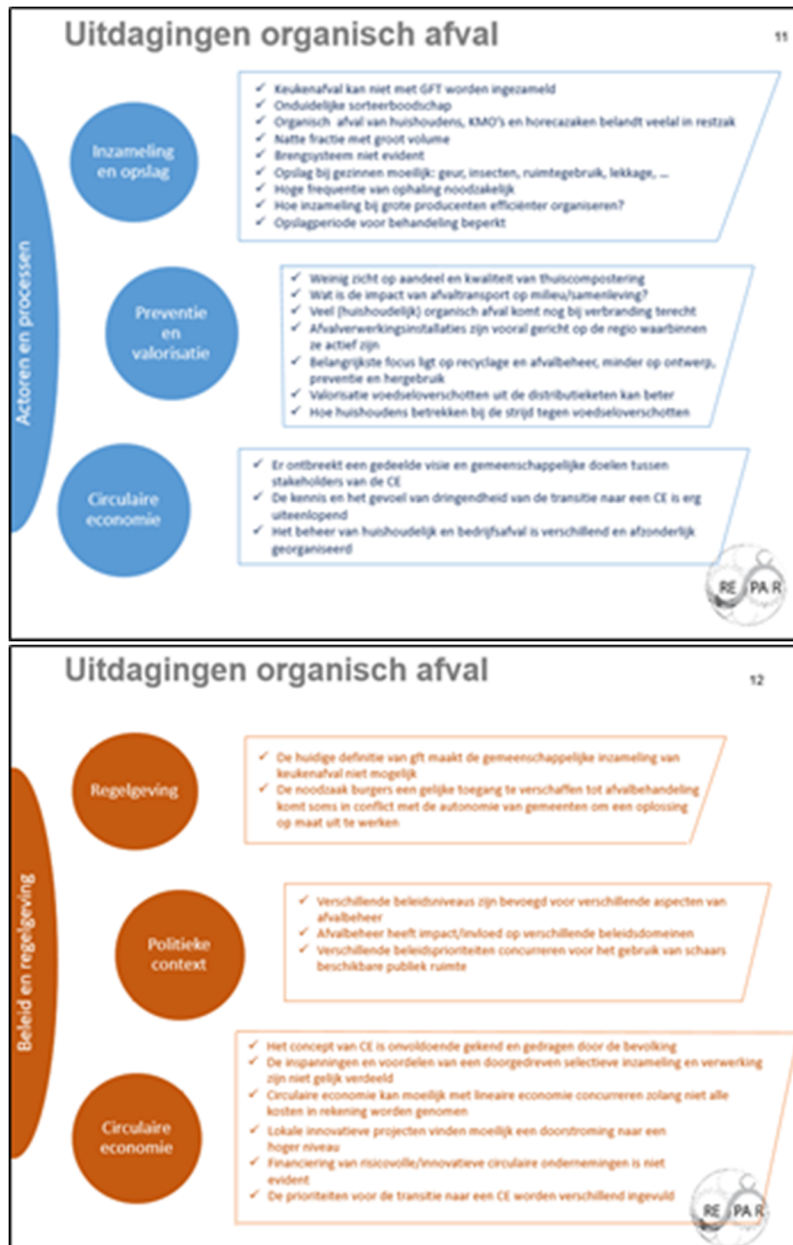 Uitdagingen organisch afval
11
Actoren en processen
Inzameling
en opslag
✓ Keukenafval kan niet met GFT worden ingezameld
✓ Onduidelijke sorteerboodschap
✓ Organisch afval van huishoudens, KMO's en horecazaken belandt veelal in restzak
✓ Natte fractie met groot volume
✓ Brengsysteem niet evident
✓ Opslag bij gezinnen moeilijk: geur, insecten, ruimtegebruik, lekkage, ...
✓ Hoge frequentie van ophaling noodzakelijk
✓ Hoe inzameling bij grote producenten efficiënter organiseren?
✓ Opslagperiode voor behandeling beperkt
Preventie
en
valorisatie
✓ Weinig zicht op aandeel en kwaliteit van thuiscompostering
✓ Wat is de impact van afvaltransport op milieu/samenleving?
✓ Veel (huishoudelijk) organisch afval komt nog bij verbranding terecht
✓ Afvalverwerkingsinstallaties zijn vooral gericht op de regio waarbinnen
ze actief zijn
✓ Belangrijkste focus ligt op recyclage en afvalbeheer, minder op ontwerp,
preventie en hergebruik
✓ Valorisatie voedseloverschotten uit de distributieketen kan beter
✓ Hoe huishoudens betrekken bij de strijd tegen voedseloverschotten
Circulaire
economie
✓ Er ontbreekt een gedeelde visie en gemeenschappelijke doelen tussen
stakeholders van de CE
✓ De kennis en het gevoel van dringendheid van de transitie naar een CE is erg
uiteenlopend
✓ Het beheer van huishoudelijk en bedrijfsafval is verschillend en afzonderlijk
georganiseerd
RE PAR
Uitdagingen organisch afval
12
Beleid en regelgeving
Regelgeving
✓ De huidige definitie van gft maakt de gemeenschappelijke inzameling van
keukenafval niet mogelijk
✓ De noodzaak burgers een gelijke toegang te verschaffen tot afvalbehandeling
komt soms in conflict met de autonomie van gemeenten om een oplossing
op maat uit te werken
Politieke
context
✓ Verschillende beleidsniveaus zijn bevoegd voor verschillende aspecten van
afvalbeheer
✓ Afvalbeheer heeft impact/invloed op verschillende beleidsdomeinen
✓ Verschillende beleidsprioriteiten concurreren voor het gebruik van schaars
beschikbare publiek ruimte
Circulaire
economie
✓ Het concept van CE is onvoldoende gekend en gedragen door de bevolking
✓ De inspanningen en voordelen van een doorgedreven selectieve inzameling en verwerking
zijn niet gelijk verdeeld
✓ Circulaire economie kan moeilijk met lineaire economie concurreren zolang niet alle
kosten in rekening worden genomen
✓ Lokale innovatieve projecten vinden moeilijk een doorstroming naar een
hoger niveau
✓ Financiering van risicovolle/innovatieve circulaire ondernemingen is niet
evident
✓ De prioriteiten voor de transitie naar een CE worden verschillend ingevuld
RE PAR